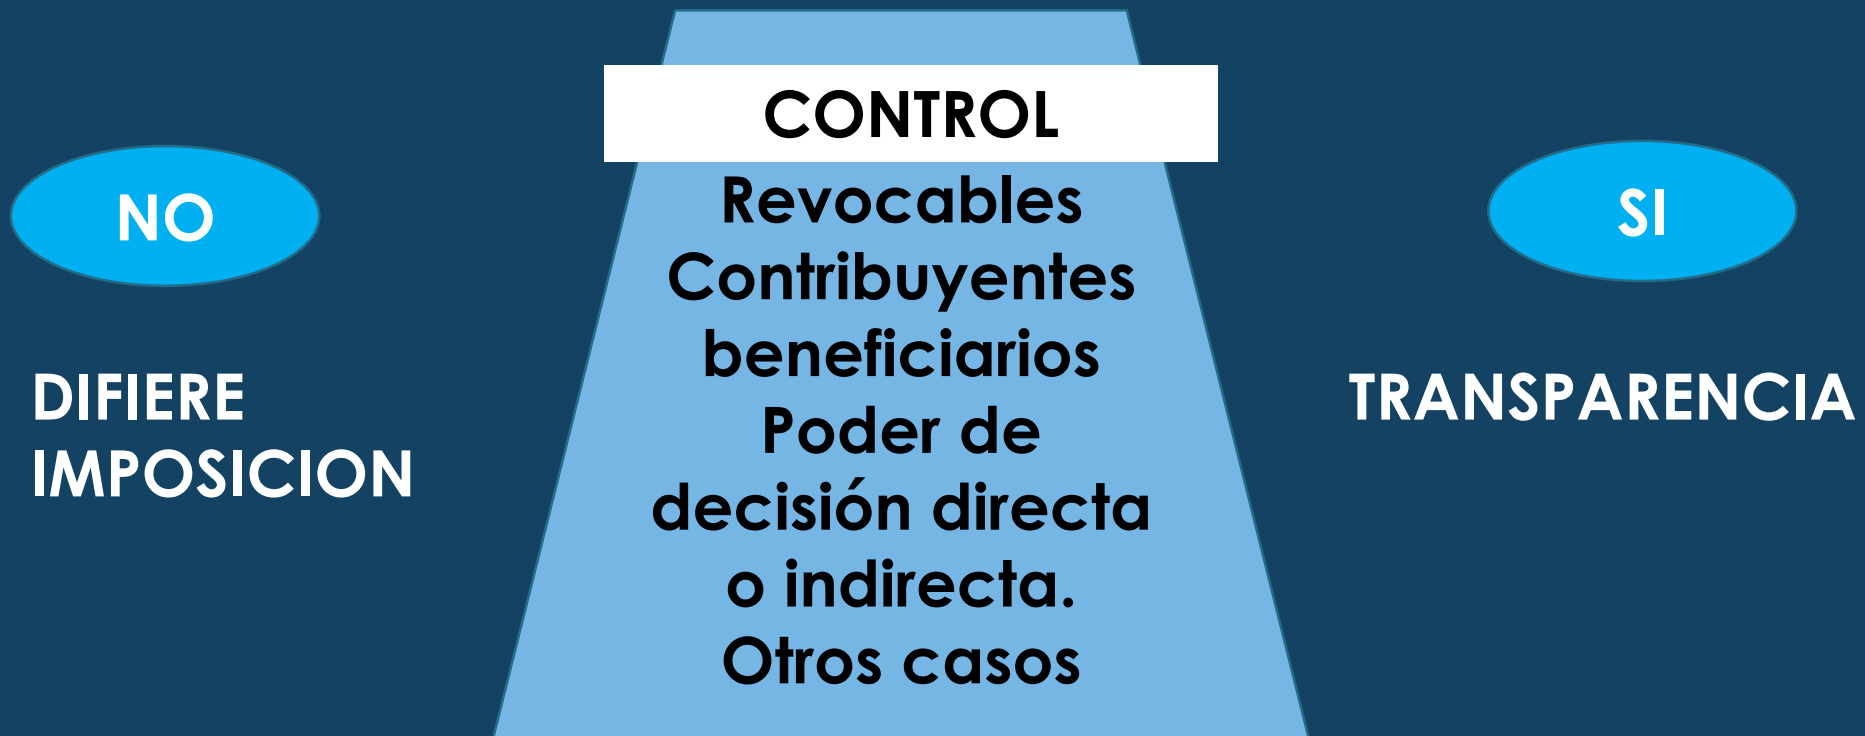 CONTROL
NO
DIFIERE
IMPOSICION
Revocables
Contribuyentes
beneficiarios
Poder de
decisión directa
o indirecta.
Otros casos
SI
TRANSPARENCIA